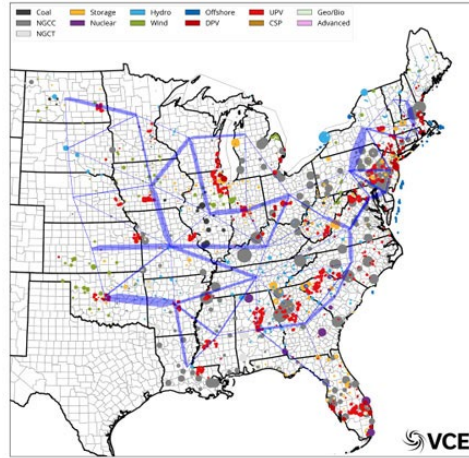 Coal Storage Hydro Offshore UPV Geo/Bio
NGCC Nuclear Wind DPV CSP Advanced
NGCT
VCE